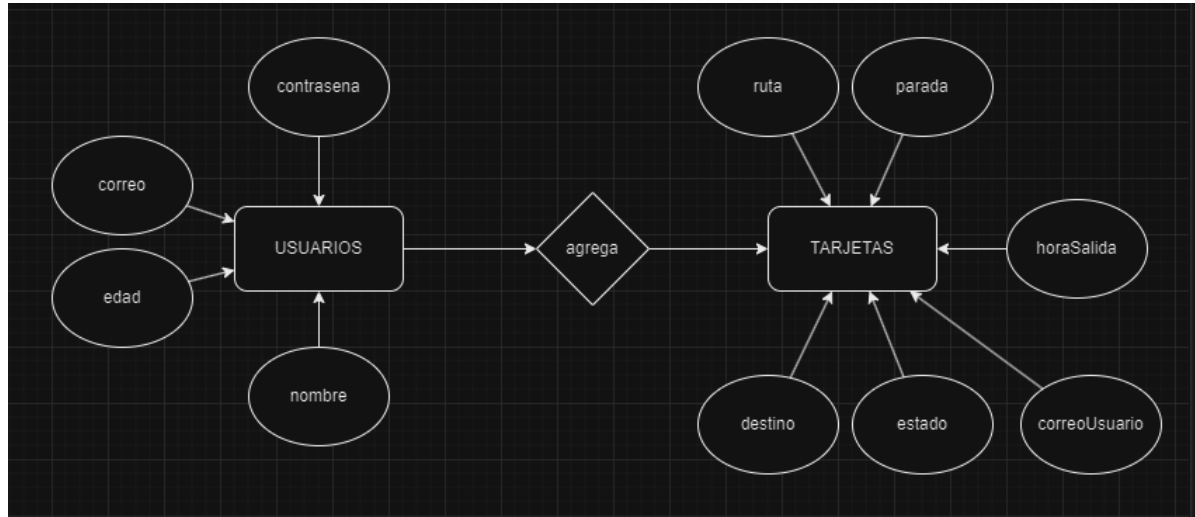 contrasena
ruta
parada
correo
USUARIOS
agrega
TARJETAS
horaSalida
edad
nombre
destino
estado
correoUsuario